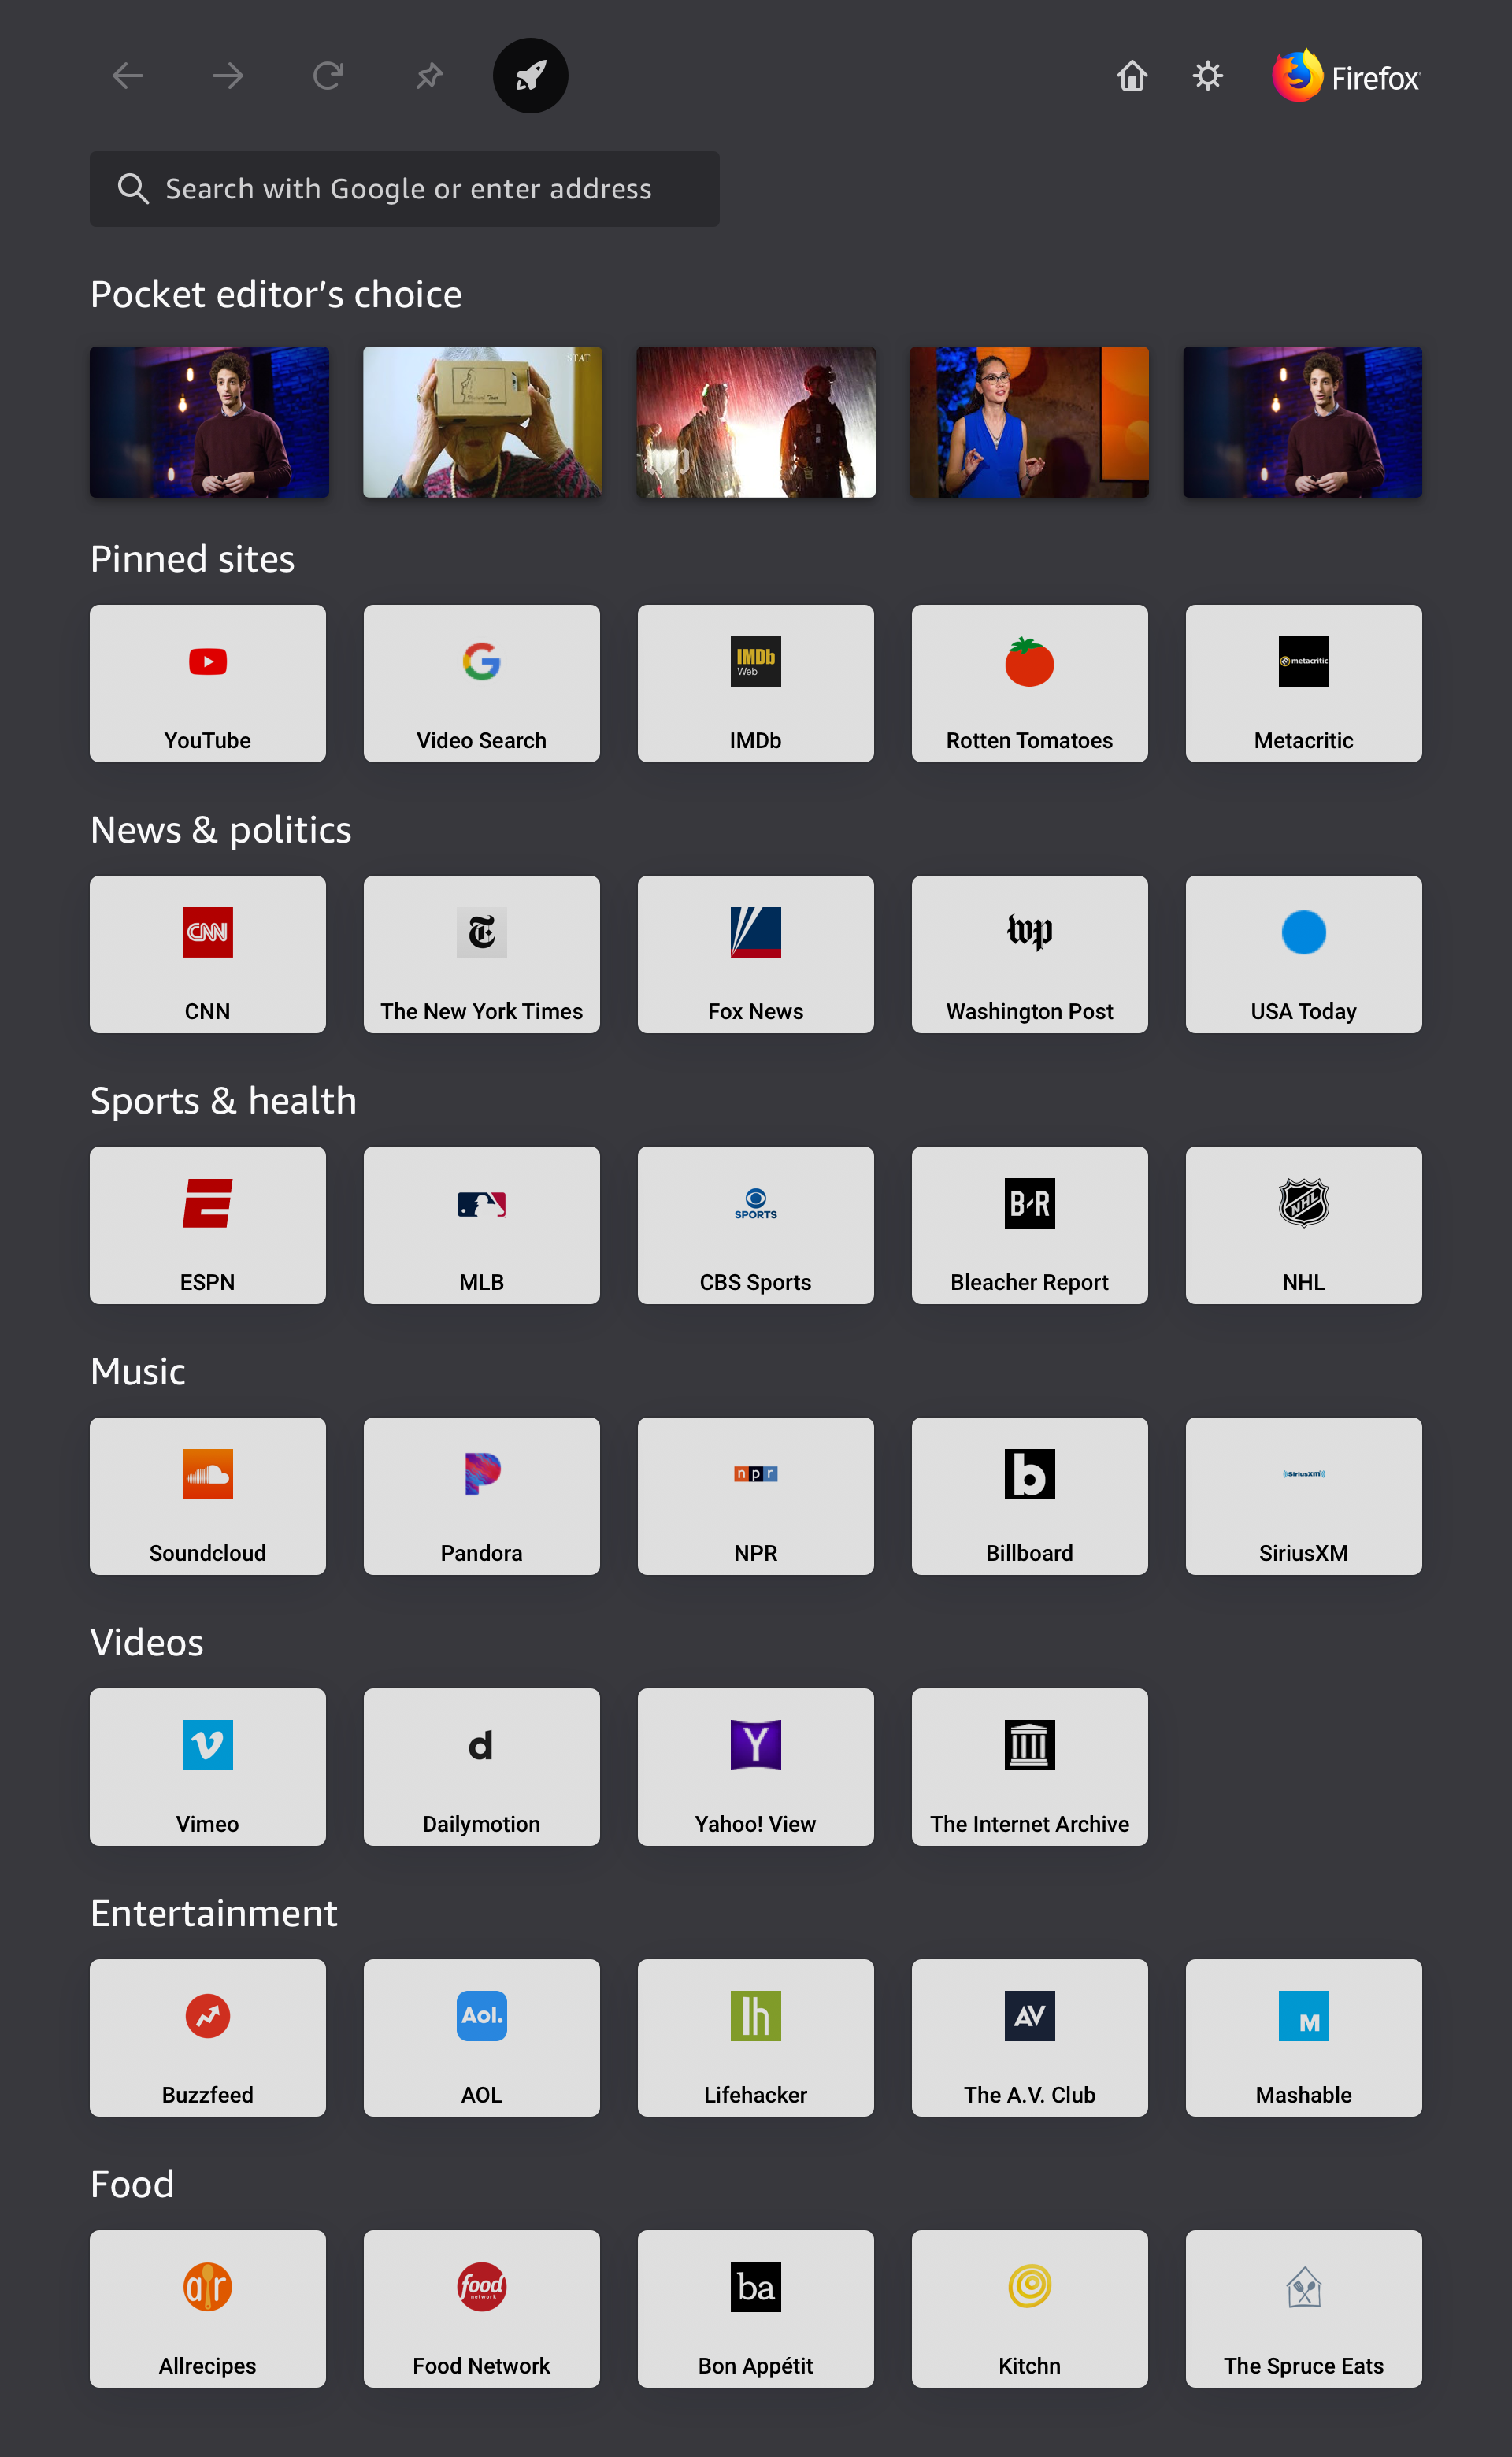 Firefox
Search with Google or enter address
Pocket editor’s choice
STAT
wp
Pinned sites
IMDb
Web
metacritic
YouTube
Video Search
IMDb
Rotten Tomatoes
Metacritic
News & politics
CNN
wp
CNN
The New York Times
Fox News
Washington Post
USA Today
Sports & health
SPORTS
B/R
NHL
ESPN
MLB
CBS Sports
Bleacher Report
NHL
Music
npr
b
SiriusXM
Soundcloud
Pandora
NPR
Billboard
SiriusXM
Videos
d
Y
Vimeo
Dailymotion
Yahoo! View
The Internet Archive
Entertainment
Aol.
lh
AV
M
Buzzfeed
AOL
Lifehacker
The A.V. Club
Mashable
Food
ar
food
network
ba
Allrecipes
Food Network
Bon Appétit
Kitchn
The Spruce Eats